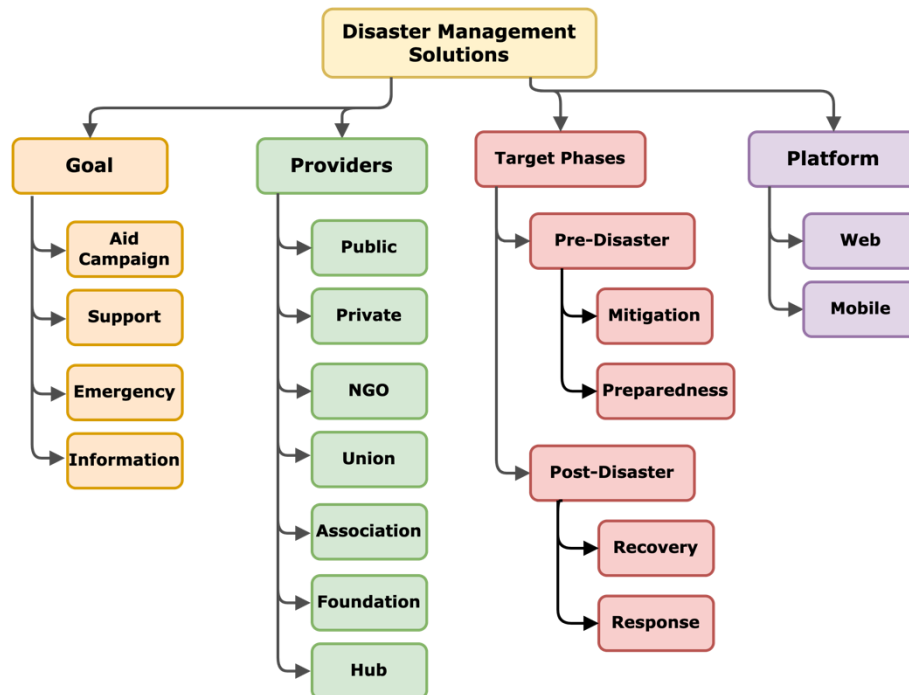 Disaster Management
Solutions
Goal
Providers
Target Phases
Platform
Aid
Campaign
Support
Emergency
Information
Public
Private
NGO
Union
Association
Foundation
Hub
Pre-Disaster
Mitigation
Preparedness
Post-Disaster
Recovery
Response
Web
Mobile